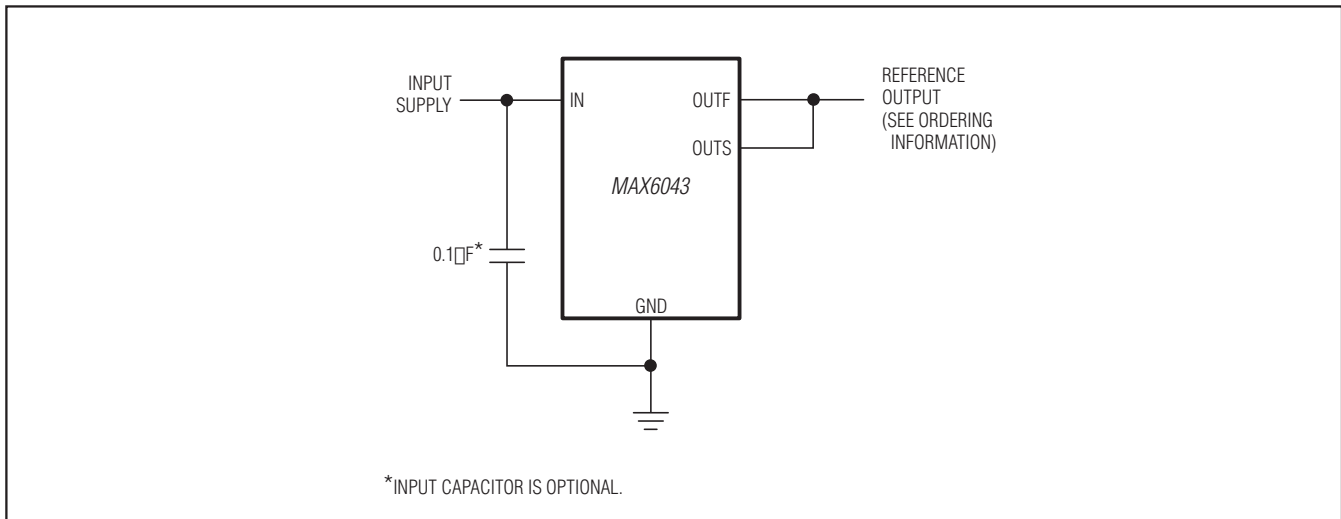 INPUT
SUPPLY
IN
OUTF
OUTS
REFERENCE
OUTPUT
(SEE ORDERING
INFORMATION)
MAX6043
0.1□F*
GND
*INPUT CAPACITOR IS OPTIONAL.